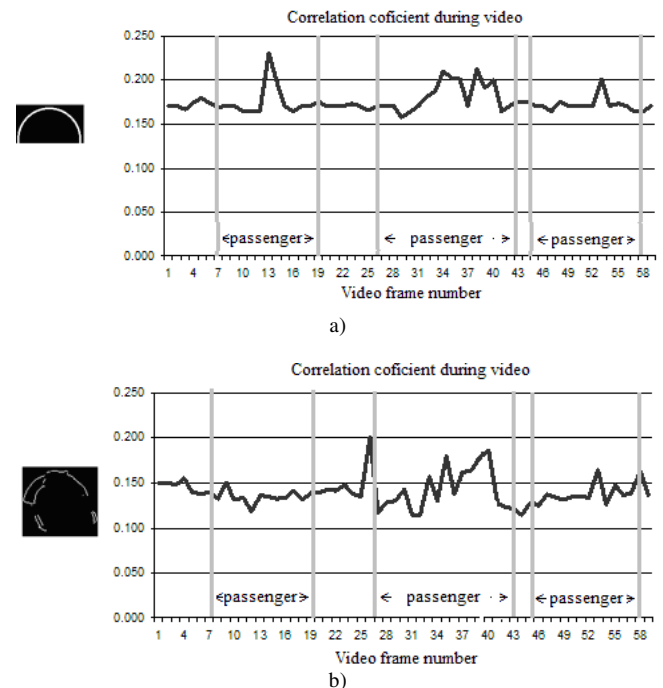 Correlation coficient during video
0.250
0.200
0.150
0.100
0.050
0.000
passenger passenger passenger
1 4 7 10 13 16 19 22 25 28 31 34 37 40 43 46 49 52 55 58
Video frame number
a)
Correlation coficient during video
0.250
0.200
0.150
0.100
0.050
0.000
passenger passenger passenger
1 4 7 10 13 16 19 22 25 28 31 34 37 40 43 46 49 52 55 58
Video frame number
b)